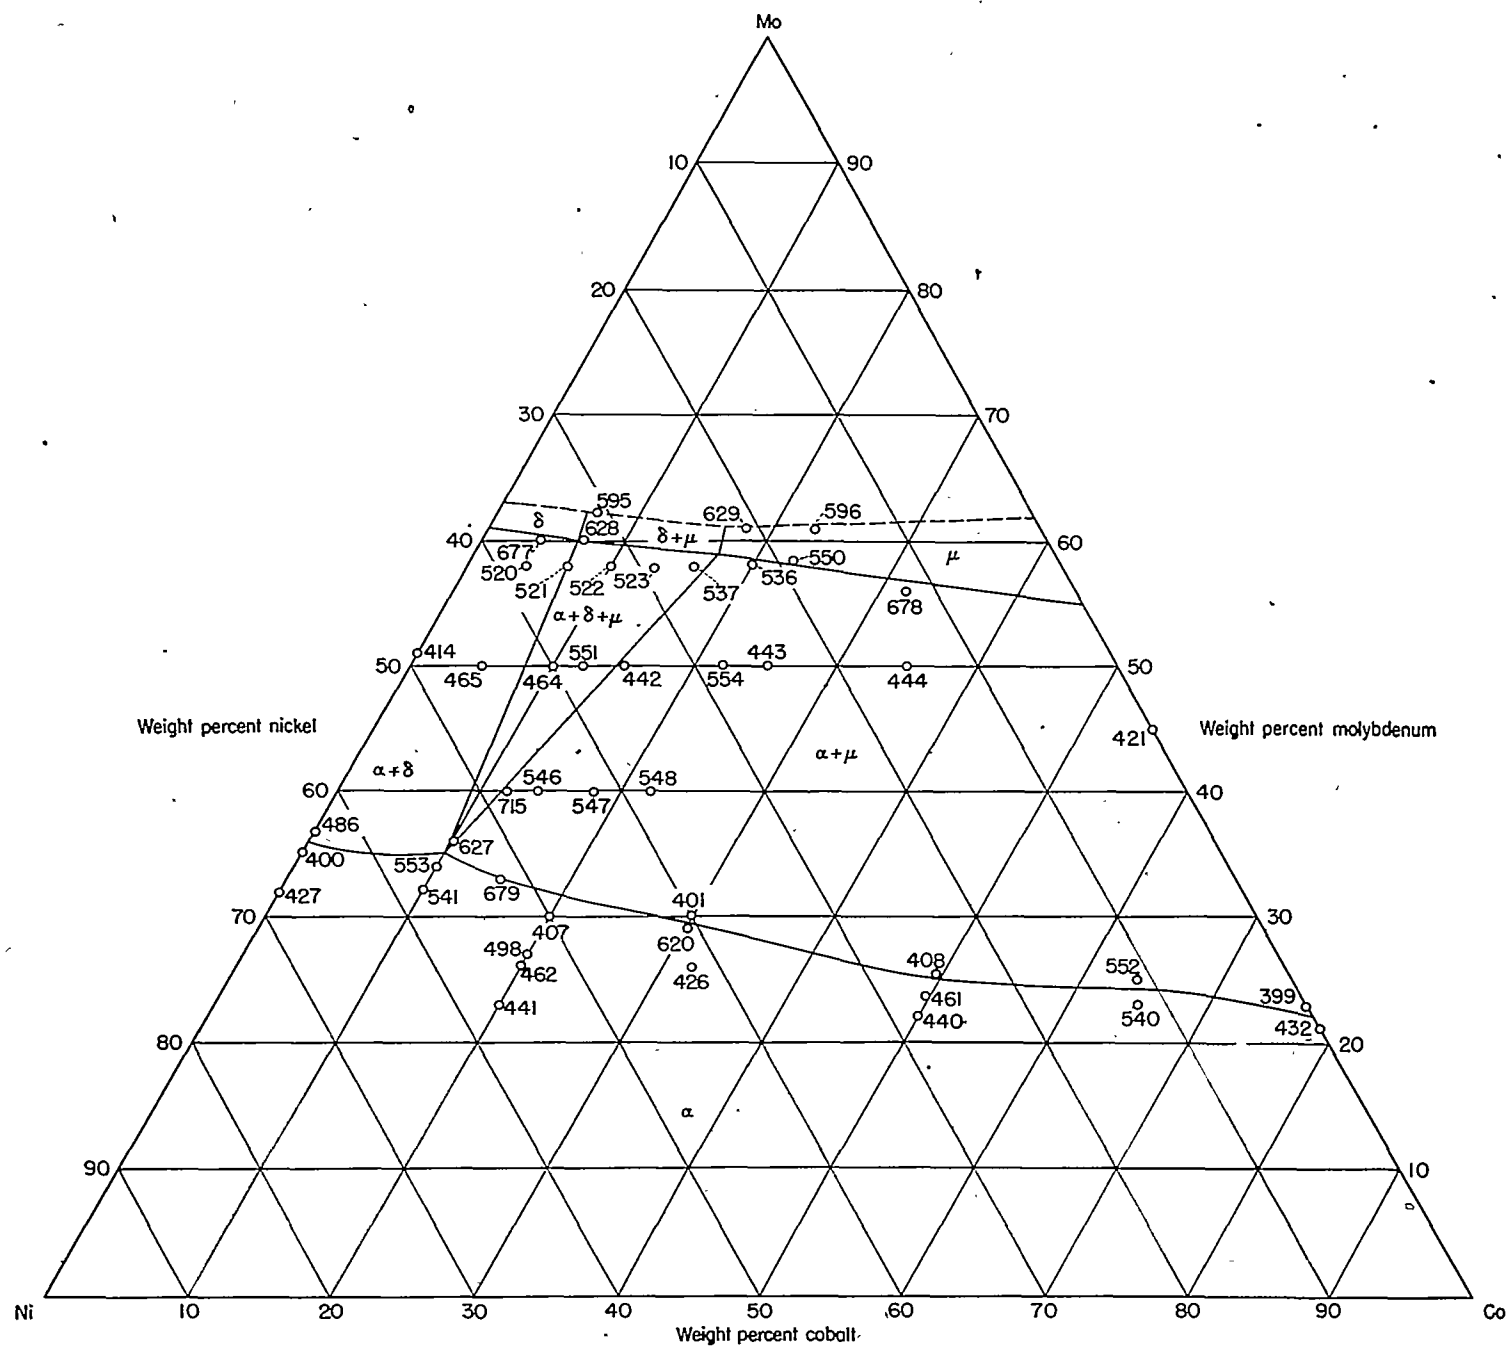 Mo
10 90
20 80
30 70
595
629 596
δ 628
40 δ+μ 60
677 550 μ
520 521 522 523 537 536
678
α+δ+μ
414 551 443
50 50
465 464 442 554 444
Weight percent nickel Weight percent molybdenum
421
α+δ α+μ
546 548
60 40
715 547
486
627
400 553
427 541 679
401
70 30
407
620
498 408 552
462 426
461 399
441 440 540 432
80 20
α
90 10
Ni 10 20 30 40 50 60 70 80 90 Co
Weight percent cobalt